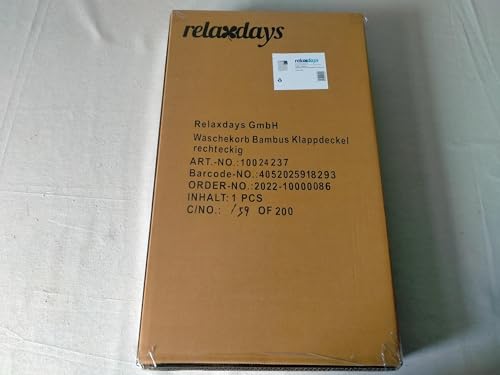 relaxdays
relaxdays
Relaxdays GmbH
Waschekorb Bambus Klappdeckel
rechteckig
ART.-NO.:10024237
Barcode-NO.:4052025918293
ORDER-NO.:2022-10000086
INHALT:1 PCS
C/NO.: 159 OF 200